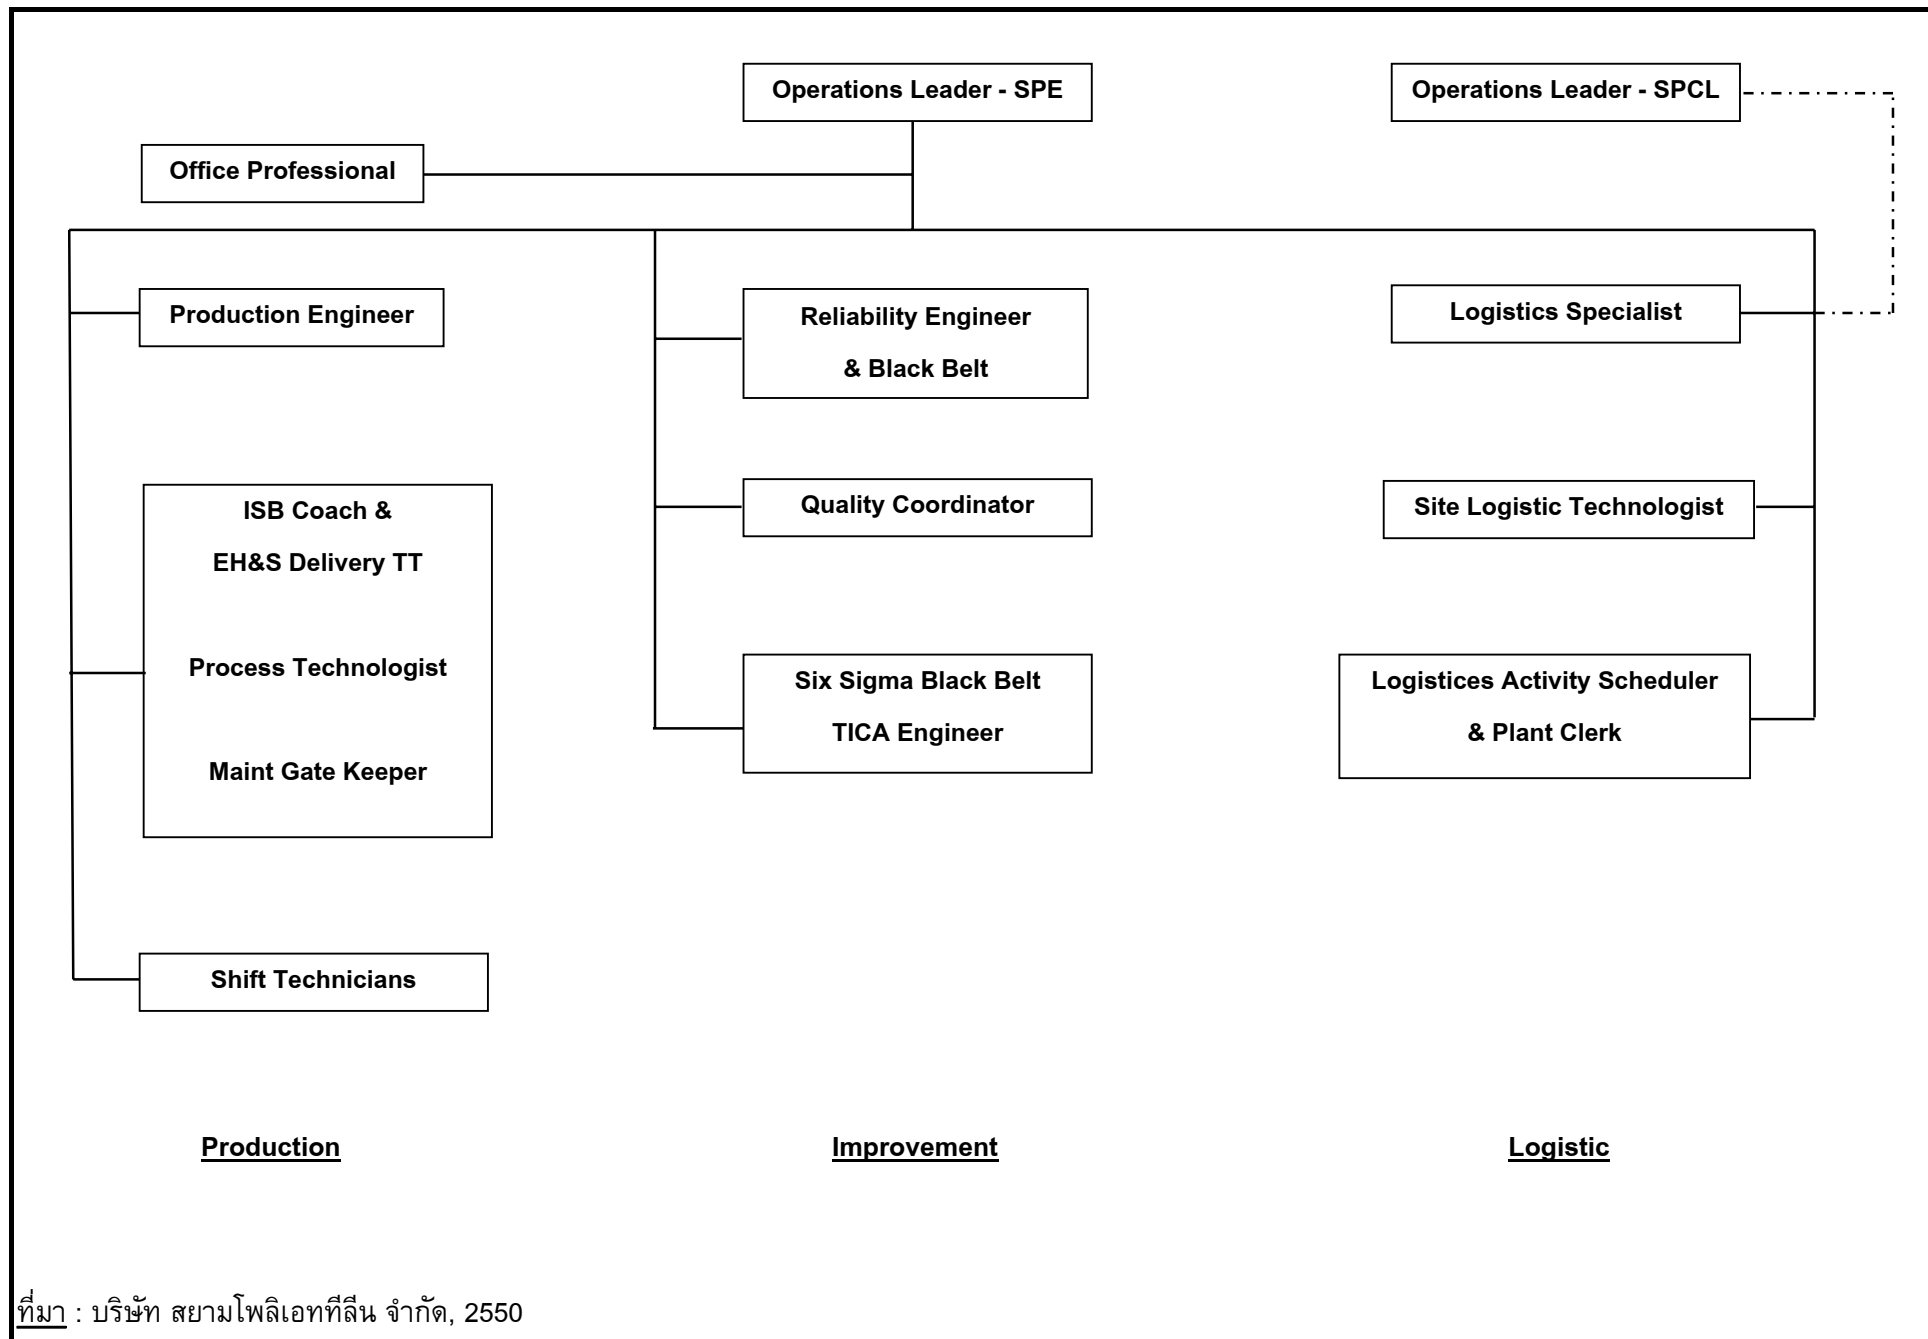 Operations Leader - SPE
Operations Leader - SPCL
Office Professional
Production Engineer
Reliability Engineer
& Black Belt
Logistics Specialist
ISB Coach &
EH&S Delivery TT
Process Technologist
Maint Gate Keeper
Quality Coordinator
Site Logistic Technologist
Six Sigma Black Belt
TICA Engineer
Logistices Activity Scheduler
& Plant Clerk
Shift Technicians
Production
Improvement
Logistic
ที่มา : บริษัท สยามโพลิเอททีลีน จำกัด, 2550